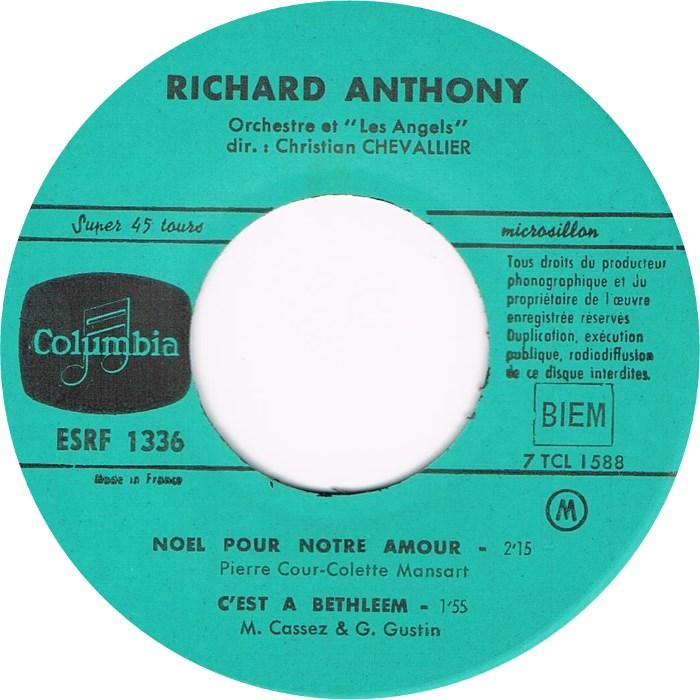 RICHARD ANTHONY
Orchestre et "Les Angels"
dir. : Christian CHEVALLIER
Super 45 tours
microsillon
Columbia
Tous droits du producteur
phonographique et du
propriétaire de l'œuvre
enregistrée réservés
Duplication, exécution
publique, radiodiffusion
de ce disque interdites.
BIEM
ESRF 1336
7 TCL 1588
Made in France
M
NOEL POUR NOTRE AMOUR - 2'15
Pierre Cour-Colette Mansart
C'EST A BETHLEEM - 1'55
M. Cassez & G. Gustin